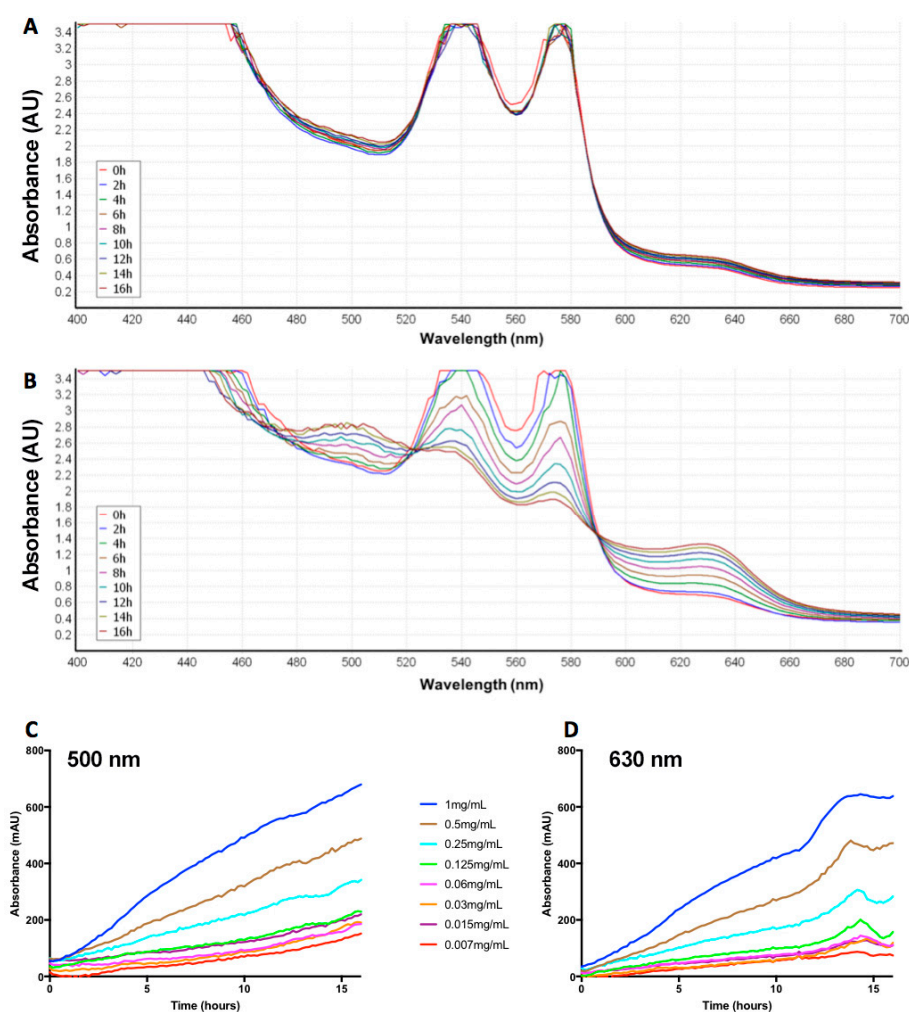 A
Absorbance (AU)
3.4
3.2
3
2.8
2.6
2.4
2.2
2
1.8
1.6
1.4
1.2
1
0.8
0.6
0.4
0.2
0h
2h
4h
6h
8h
10h
12h
14h
16h
400 420 440 460 480 500 520 540 560 580 600 620 640 660 680 700
Wavelength (nm)
B
Absorbance (AU)
3.4
3.2
3
2.8
2.6
2.4
2.2
2
1.8
1.6
1.4
1.2
1
0.8
0.6
0.4
0.2
0h
2h
4h
6h
8h
10h
12h
14h
16h
400 420 440 460 480 500 520 540 560 580 600 620 640 660 680 700
Wavelength (nm)
C
500 nm
Absorbance (mAU)
800
600
400
200
0
0 5 10 15
Time (hours)
1mg/mL
0.5mg/mL
0.25mg/mL
0.125mg/mL
0.06mg/mL
0.03mg/mL
0.015mg/mL
0.007mg/mL
D
630 nm
Absorbance (mAU)
800
600
400
200
0
0 5 10 15
Time (hours)